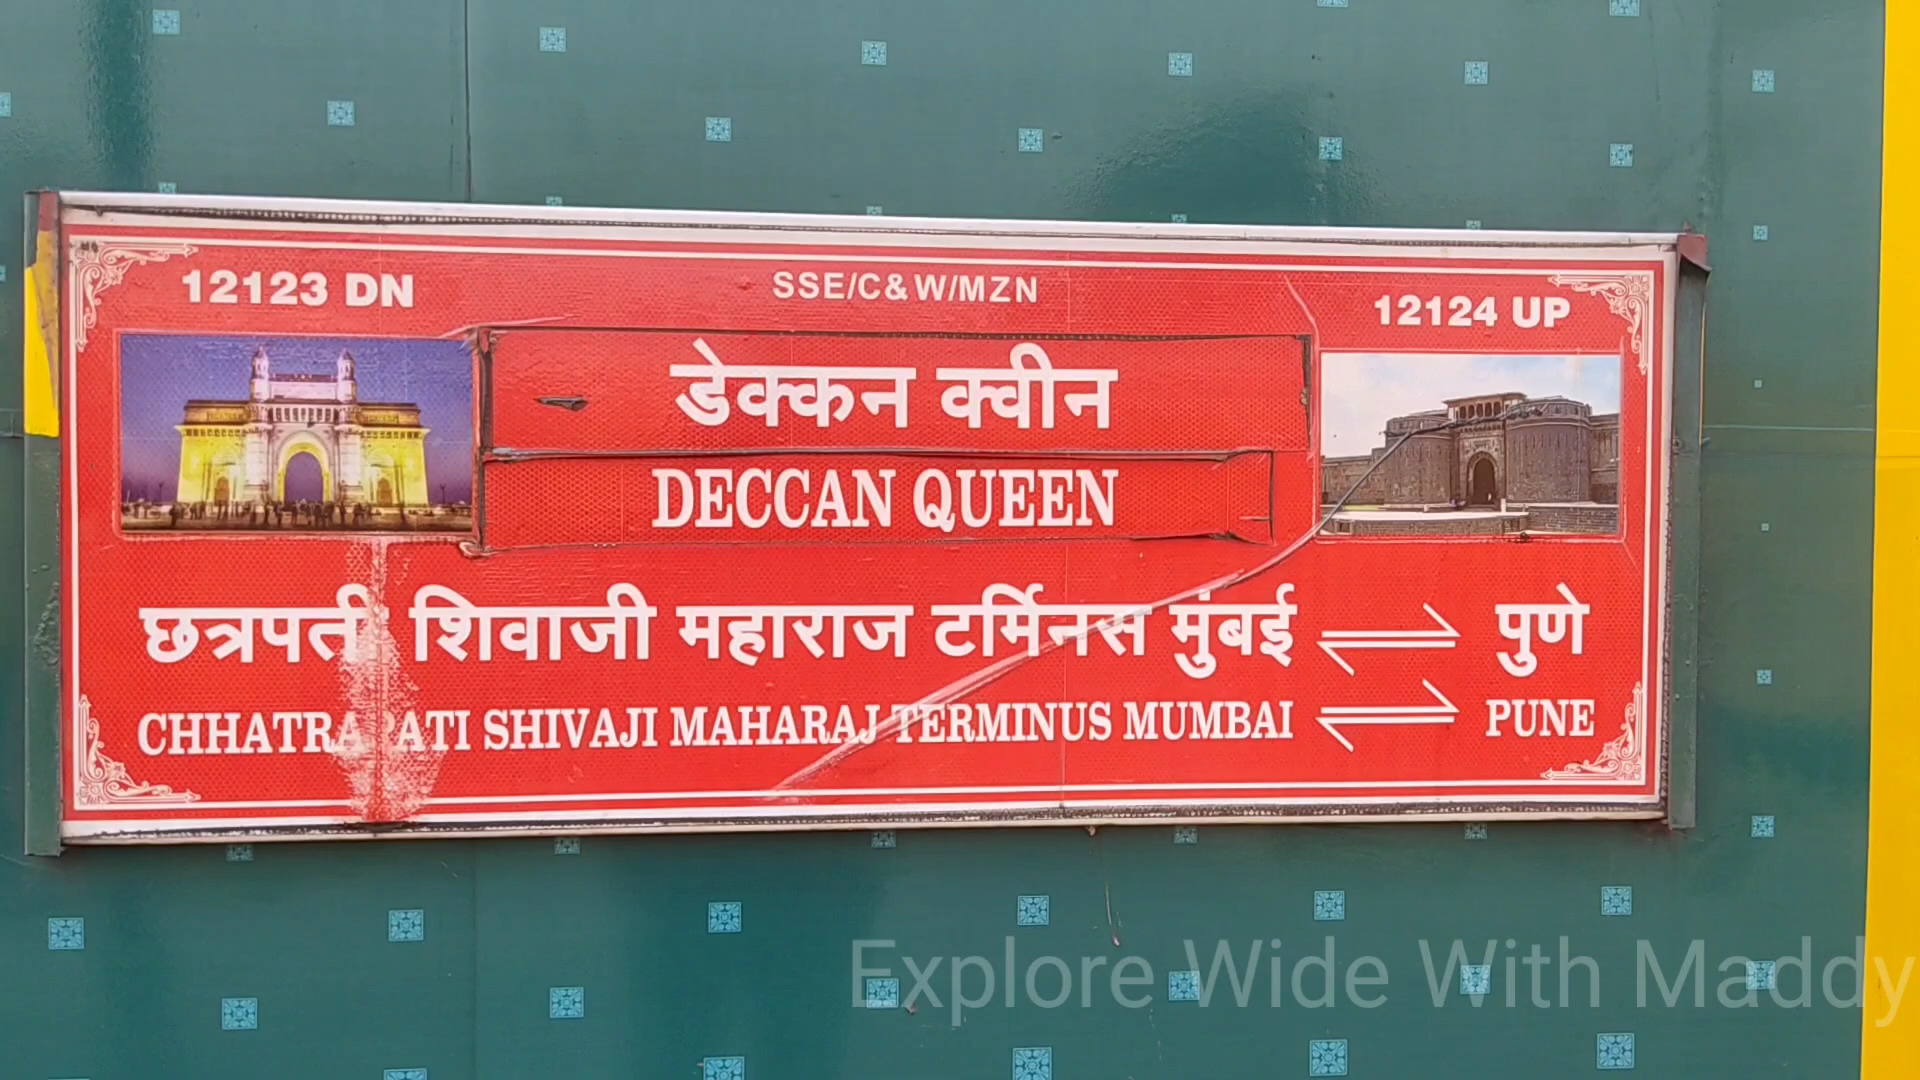 12123 DN
SSE/C&W/MZN
12124 UP
डेक्कन क्वीन
DECCAN QUEEN
छत्रपती शिवाजी महाराज टर्मिनस मुंबई पुणे
CHHATRAPATI SHIVAJI MAHARAJ TERMINUS MUMBAI PUNE
Explore Wide With Maddy